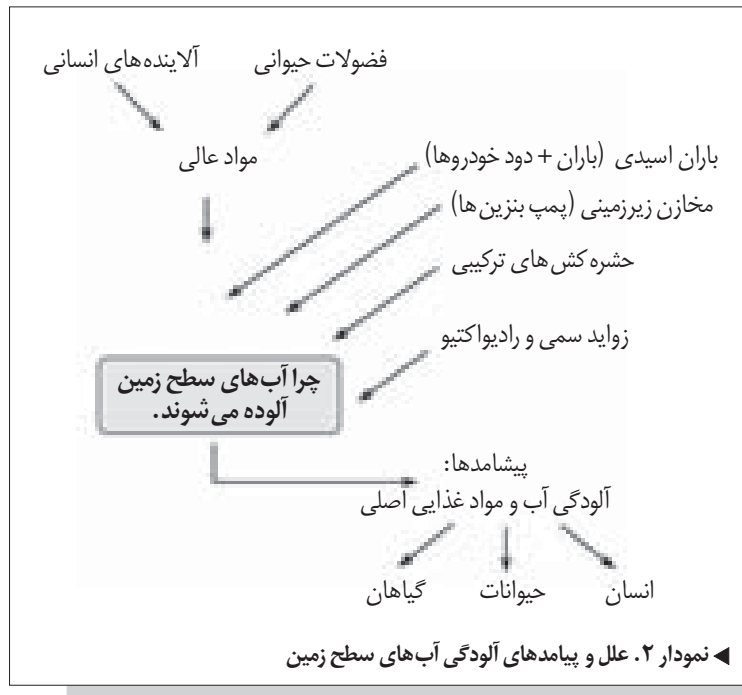 فضولات حیوانی
آلاینده‌های انسانی
مواد عالی
باران اسیدی (باران + دود خودروها)
مخازن زیرزمینی (پمپ بنزین‌ها)
حشره‌کش‌های ترکیبی
زواید سمی و رادیواکتیو
چرا آب‌های سطح زمین
آلوده می‌شوند.
پیشامدها:
آلودگی آب و مواد غذایی اصلی
انسان
حیوانات
گیاهان
◀ نمودار ۲. علل و پیامدهای آلودگی آب‌های سطح زمین